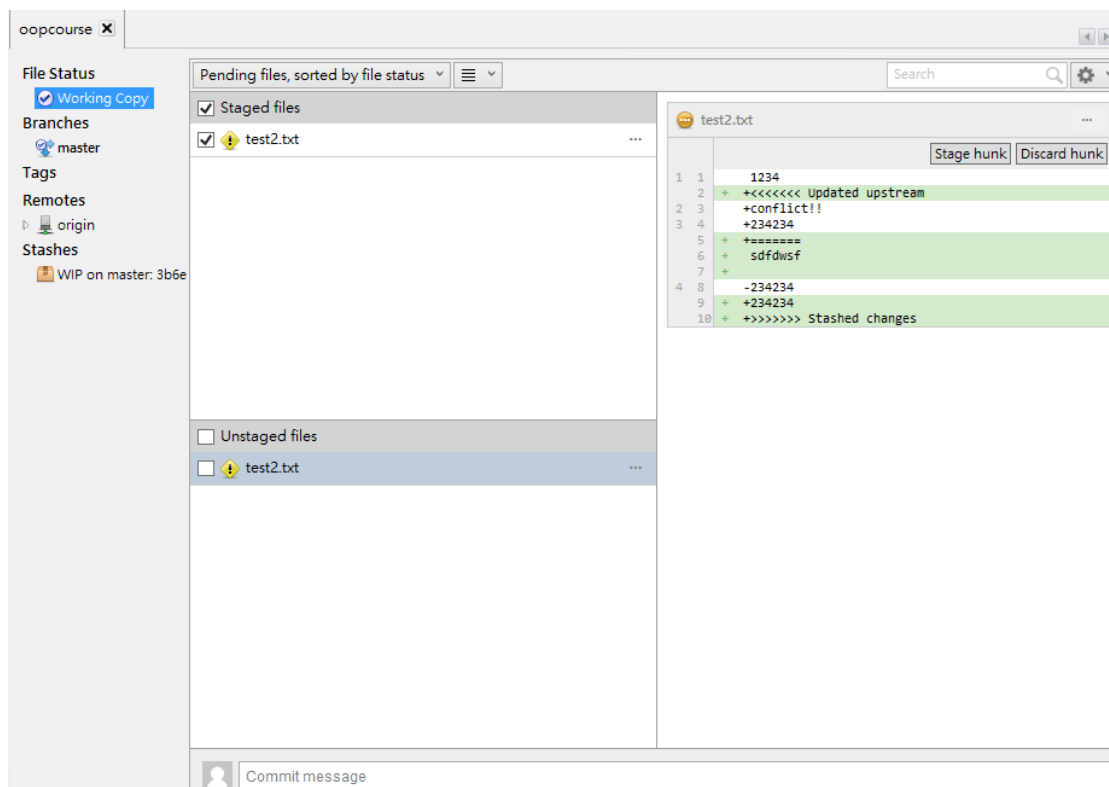 oopcourse
File Status
Working Copy
Branches
master
Tags
Remotes
origin
Stashes
WIP on master: 3b6e
Pending files, sorted by file status
Search
Staged files
test2.txt
Unstaged files
test2.txt
Commit message
test2.txt
Stage hunk Discard hunk
1 1 1234
2 + +<<<<<<< Updated upstream
2 3 +conflict!!
3 4 +234234
5 + +=======
6 + sdfdwsf
7 +
4 8 -234234
9 + +234234
10 + +>>>>>>> Stashed changes